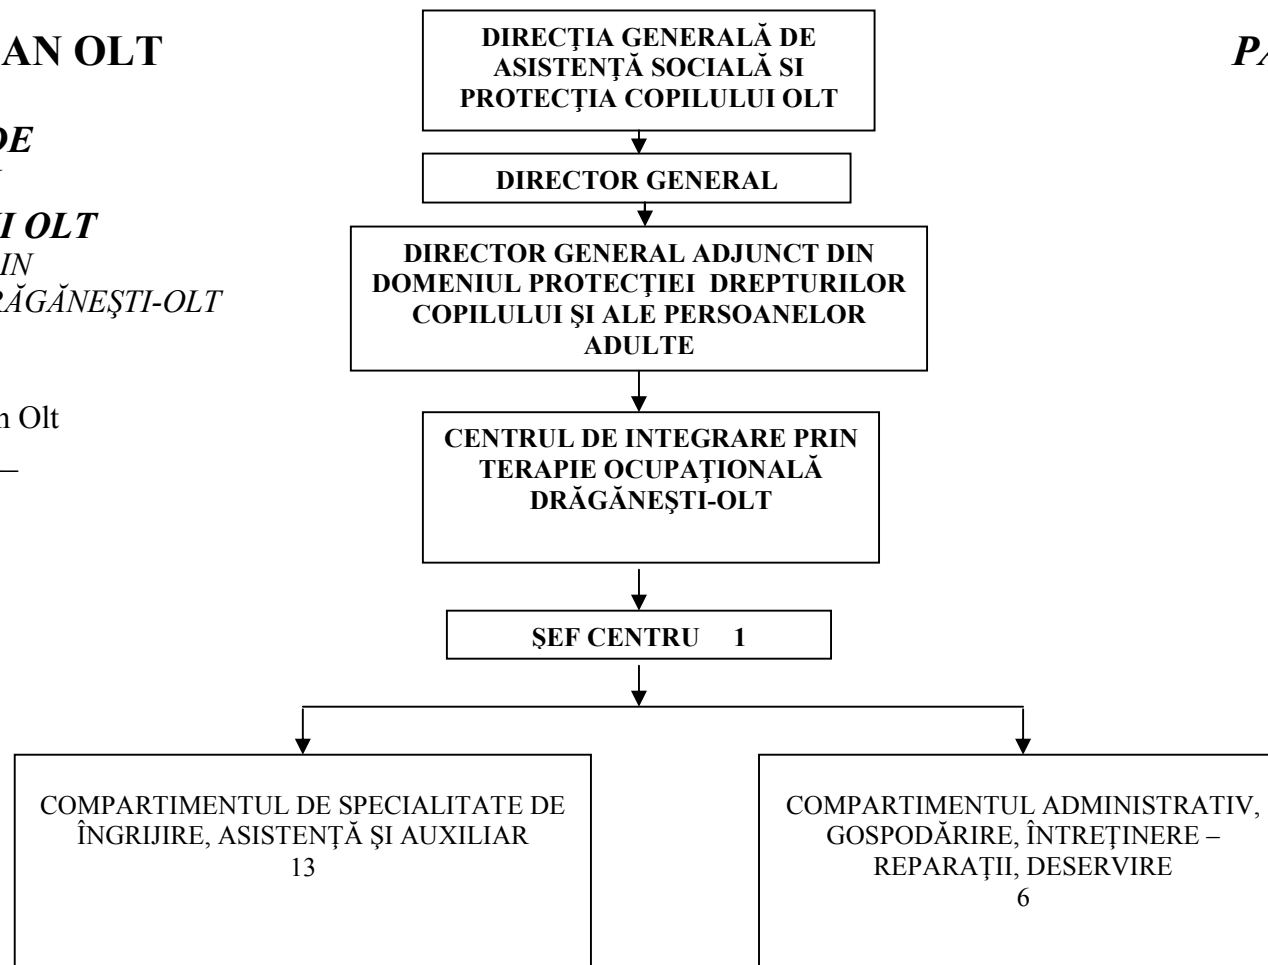 AN OLT
DE
I OLT
IN
RĂGĂNEŞTI-OLT
n Olt
DIRECŢIA GENERALĂ DE
ASISTENŢĂ SOCIALĂ SI
PROTECŢIA COPILULUI OLT
DIRECTOR GENERAL
DIRECTOR GENERAL ADJUNCT DIN
DOMENIUL PROTECŢIEI DREPTURILOR
COPILULUI ŞI ALE PERSOANELOR
ADULTE
CENTRUL DE INTEGRARE PRIN
TERAPIE OCUPAŢIONALĂ
DRĂGĂNEŞTI-OLT
ŞEF CENTRU 1
COMPARTIMENTUL DE SPECIALITATE DE
ÎNGRIJIRE, ASISTENŢĂ ŞI AUXILIAR
13
COMPARTIMENTUL ADMINISTRATIV,
GOSPODĂRIRE, ÎNTREŢINERE –
REPARAŢII, DESERVIRE
6